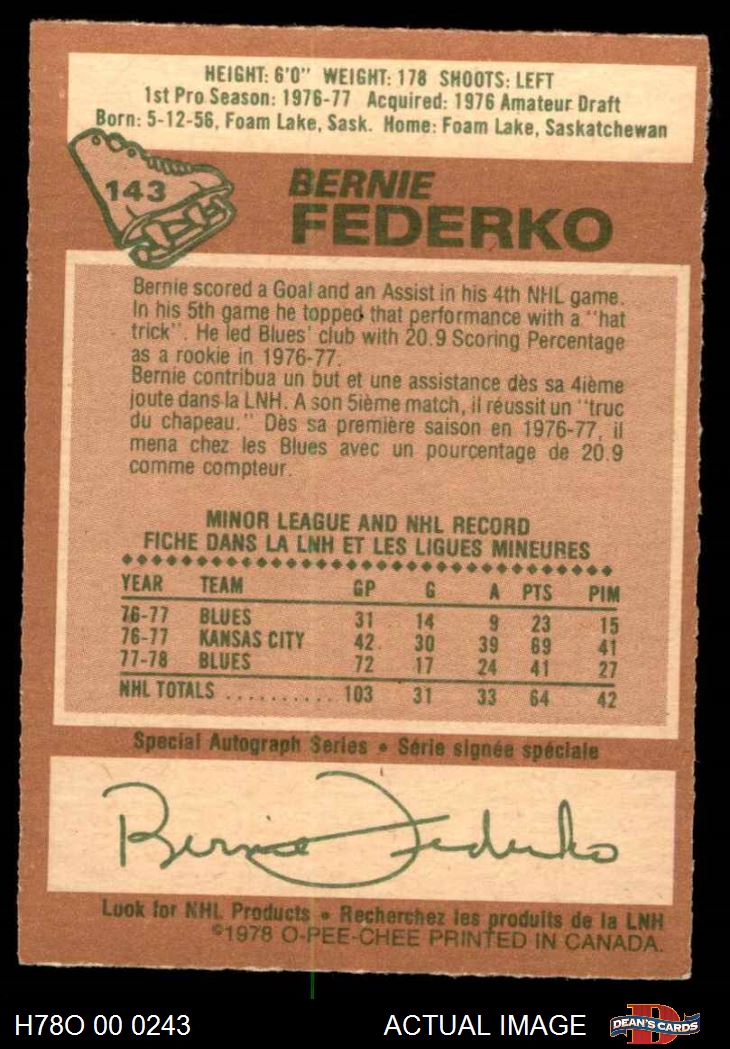 HEIGHT: 6'0" WEIGHT: 178 SHOOTS: LEFT
1st Pro Season: 1976-77 Acquired: 1976 Amateur Draft
Born: 5-12-56, Foam Lake, Sask. Home: Foam Lake, Saskatchewan
143
BERNIE
FEDERKO
Bernie scored a Goal and an Assist in his 4th NHL game.
In his 5th game he topped that performance with a "hat
trick". He led Blues' club with 20.9 Scoring Percentage
as a rookie in 1976-77.
Bernie contribua un but et une assistance dès sa 4ième
joute dans la LNH. A son 5ième match, il réussit un "truc
du chapeau." Dès sa première saison en 1976-77, il
mena chez les Blues avec un pourcentage de 20.9
comme compteur.
MINOR LEAGUE AND NHL RECORD
FICHE DANS LA LNH ET LES LIGUES MINEURES
YEAR TEAM GP G A PTS PIM
76-77 BLUES 31 14 9 23 15
76-77 KANSAS CITY 42 30 39 69 41
77-78 BLUES 72 17 24 41 27
NHL TOTALS .......... 103 31 33 64 42
Special Autograph Series • Série signée spéciale
Bernie Federko
Look for NHL Products • Recherchez les produits de la LNH
©1978 O-PEE-CHEE PRINTED IN CANADA.
H78O 00 0243 ACTUAL IMAGE DEAN'S CARDS